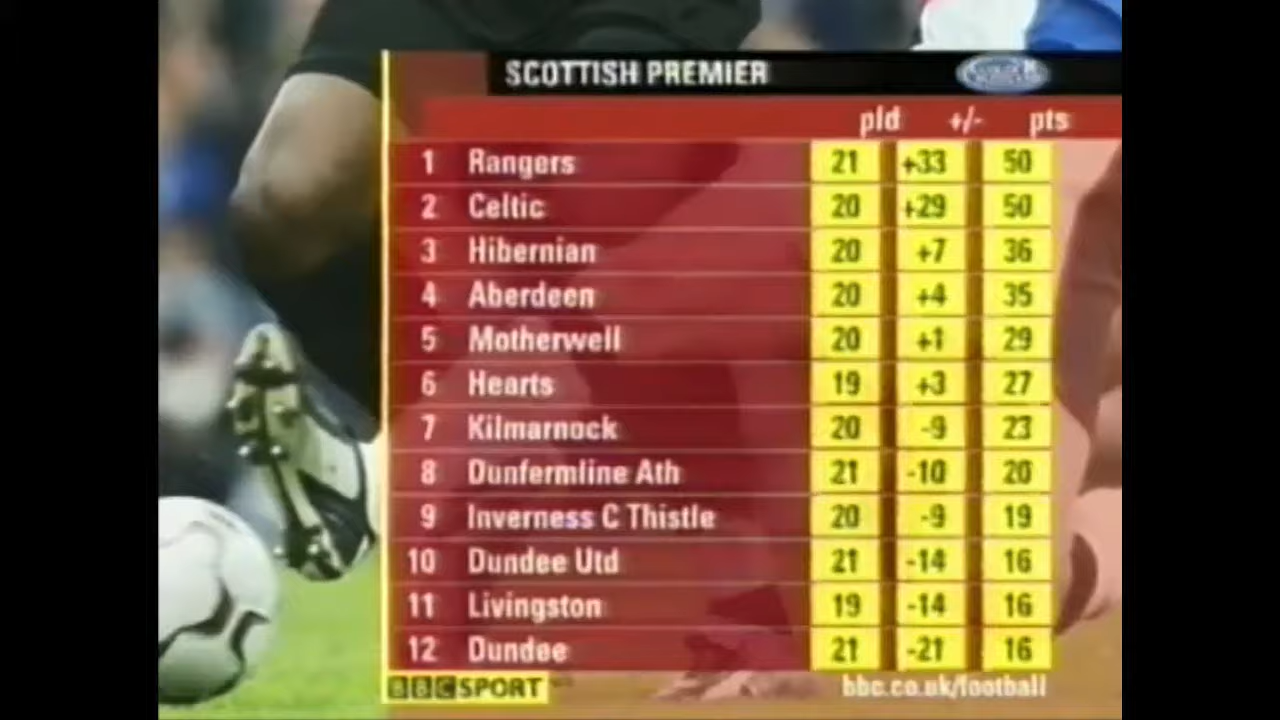 SCOTTISH PREMIER
pld +/- pts
1 Rangers 21 +33 50
2 Celtic 20 +29 50
3 Hibernian 20 +7 36
4 Aberdeen 20 +4 35
5 Motherwell 20 +1 29
6 Hearts 19 +3 27
7 Kilmarnock 20 -9 23
8 Dunfermline Ath 21 -10 20
9 Inverness C Thistle 20 -9 19
10 Dundee Utd 21 -14 16
11 Livingston 19 -14 16
12 Dundee 21 -21 16
BBC SPORT bbc.co.uk/football